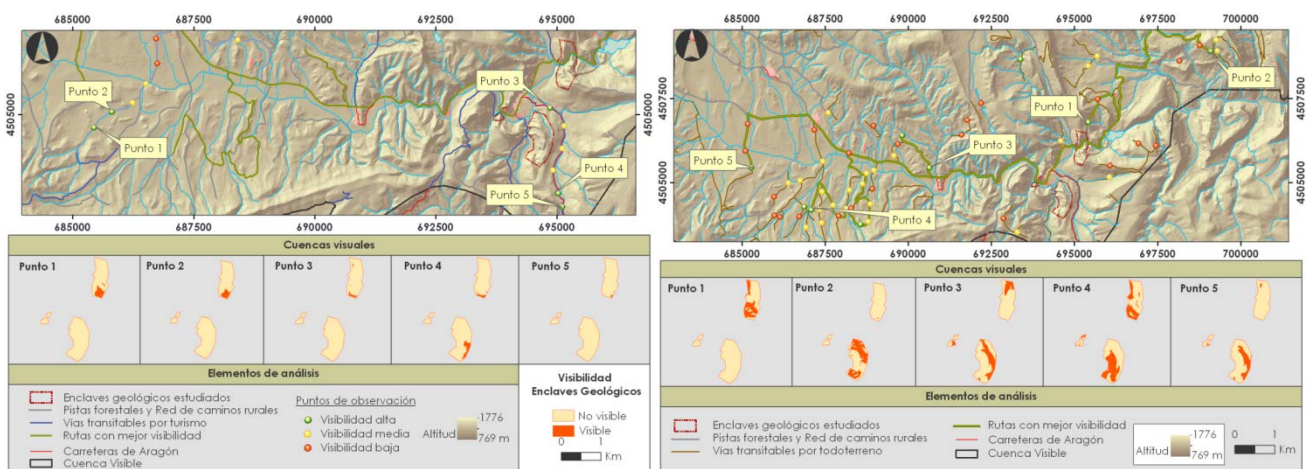 685000 687500 690000 692500 695000
4505000
4505000
Punto 3
Punto 2
Punto 1
Punto 4
Punto 5
685000 687500 690000 692500 695000
Cuencas visuales
Punto 1 Punto 2 Punto 3 Punto 4 Punto 5
Elementos de análisis
Enclaves geológicos estudiados
Pistas forestales y Red de caminos rurales
Vías transitables por turismo
Rutas con mejor visibilidad
Carreteras de Aragón
Cuenca Visible
Puntos de observación
Visibilidad alta
Visibilidad media
Visibilidad baja
Altitud
1776
769 m
Visibilidad
Enclaves Geológicos
No visible
Visible
0 1
Km
685000 687500 690000 692500 695000 697500 700000
4507500
4505000
4507500
4505000
Punto 1
Punto 2
Punto 3
Punto 5
Punto 4
685000 687500 690000 692500 695000 697500 700000
Cuencas visuales
Punto 1 Punto 2 Punto 3 Punto 4 Punto 5
Elementos de análisis
Enclaves geológicos estudiados
Pistas forestales y Red de caminos rurales
Vías transitables por todoterreno
Rutas con mejor visibilidad
Carreteras de Aragón
Cuenca Visible
Altitud
1776
769 m
0 1
Km